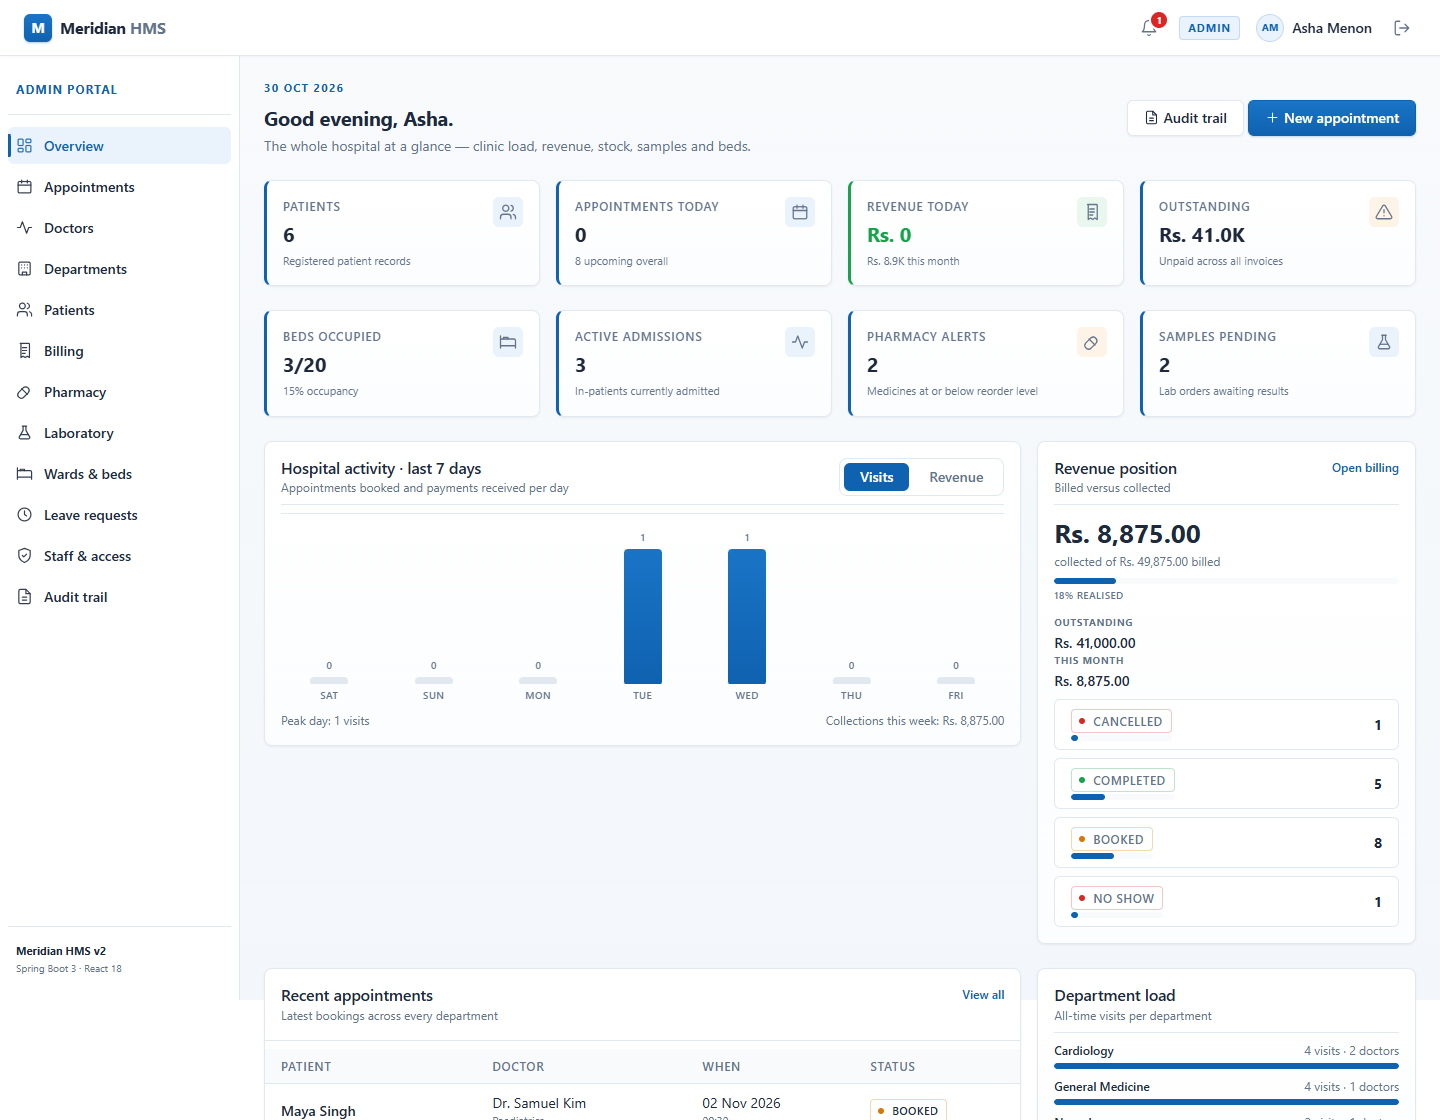 M Meridian HMS
1
ADMIN
AM Asha Menon
ADMIN PORTAL
Overview
Appointments
Doctors
Departments
Patients
Billing
Pharmacy
Laboratory
Wards & beds
Leave requests
Staff & access
Audit trail
Meridian HMS v2
Spring Boot 3 · React 18
30 OCT 2026
Good evening, Asha.
The whole hospital at a glance — clinic load, revenue, stock, samples and beds.
Audit trail
New appointment
PATIENTS
6
Registered patient records
APPOINTMENTS TODAY
0
8 upcoming overall
REVENUE TODAY
Rs. 0
Rs. 8.9K this month
OUTSTANDING
Rs. 41.0K
Unpaid across all invoices
BEDS OCCUPIED
3/20
15% occupancy
ACTIVE ADMISSIONS
3
In-patients currently admitted
PHARMACY ALERTS
2
Medicines at or below reorder level
SAMPLES PENDING
2
Lab orders awaiting results
Hospital activity · last 7 days
Appointments booked and payments received per day
Visits
Revenue
0 0 0 1 1 0 0
SAT SUN MON TUE WED THU FRI
Peak day: 1 visits
Collections this week: Rs. 8,875.00
Revenue position
Billed versus collected
Open billing
Rs. 8,875.00
collected of Rs. 49,875.00 billed
18% REALISED
OUTSTANDING
Rs. 41,000.00
THIS MONTH
Rs. 8,875.00
CANCELLED 1
COMPLETED 5
BOOKED 8
NO SHOW 1
Recent appointments
Latest bookings across every department
View all
PATIENT DOCTOR WHEN STATUS
Maya Singh Dr. Samuel Kim 02 Nov 2026 BOOKED
Department load
All-time visits per department
Cardiology 4 visits · 2 doctors
General Medicine 4 visits · 1 doctors